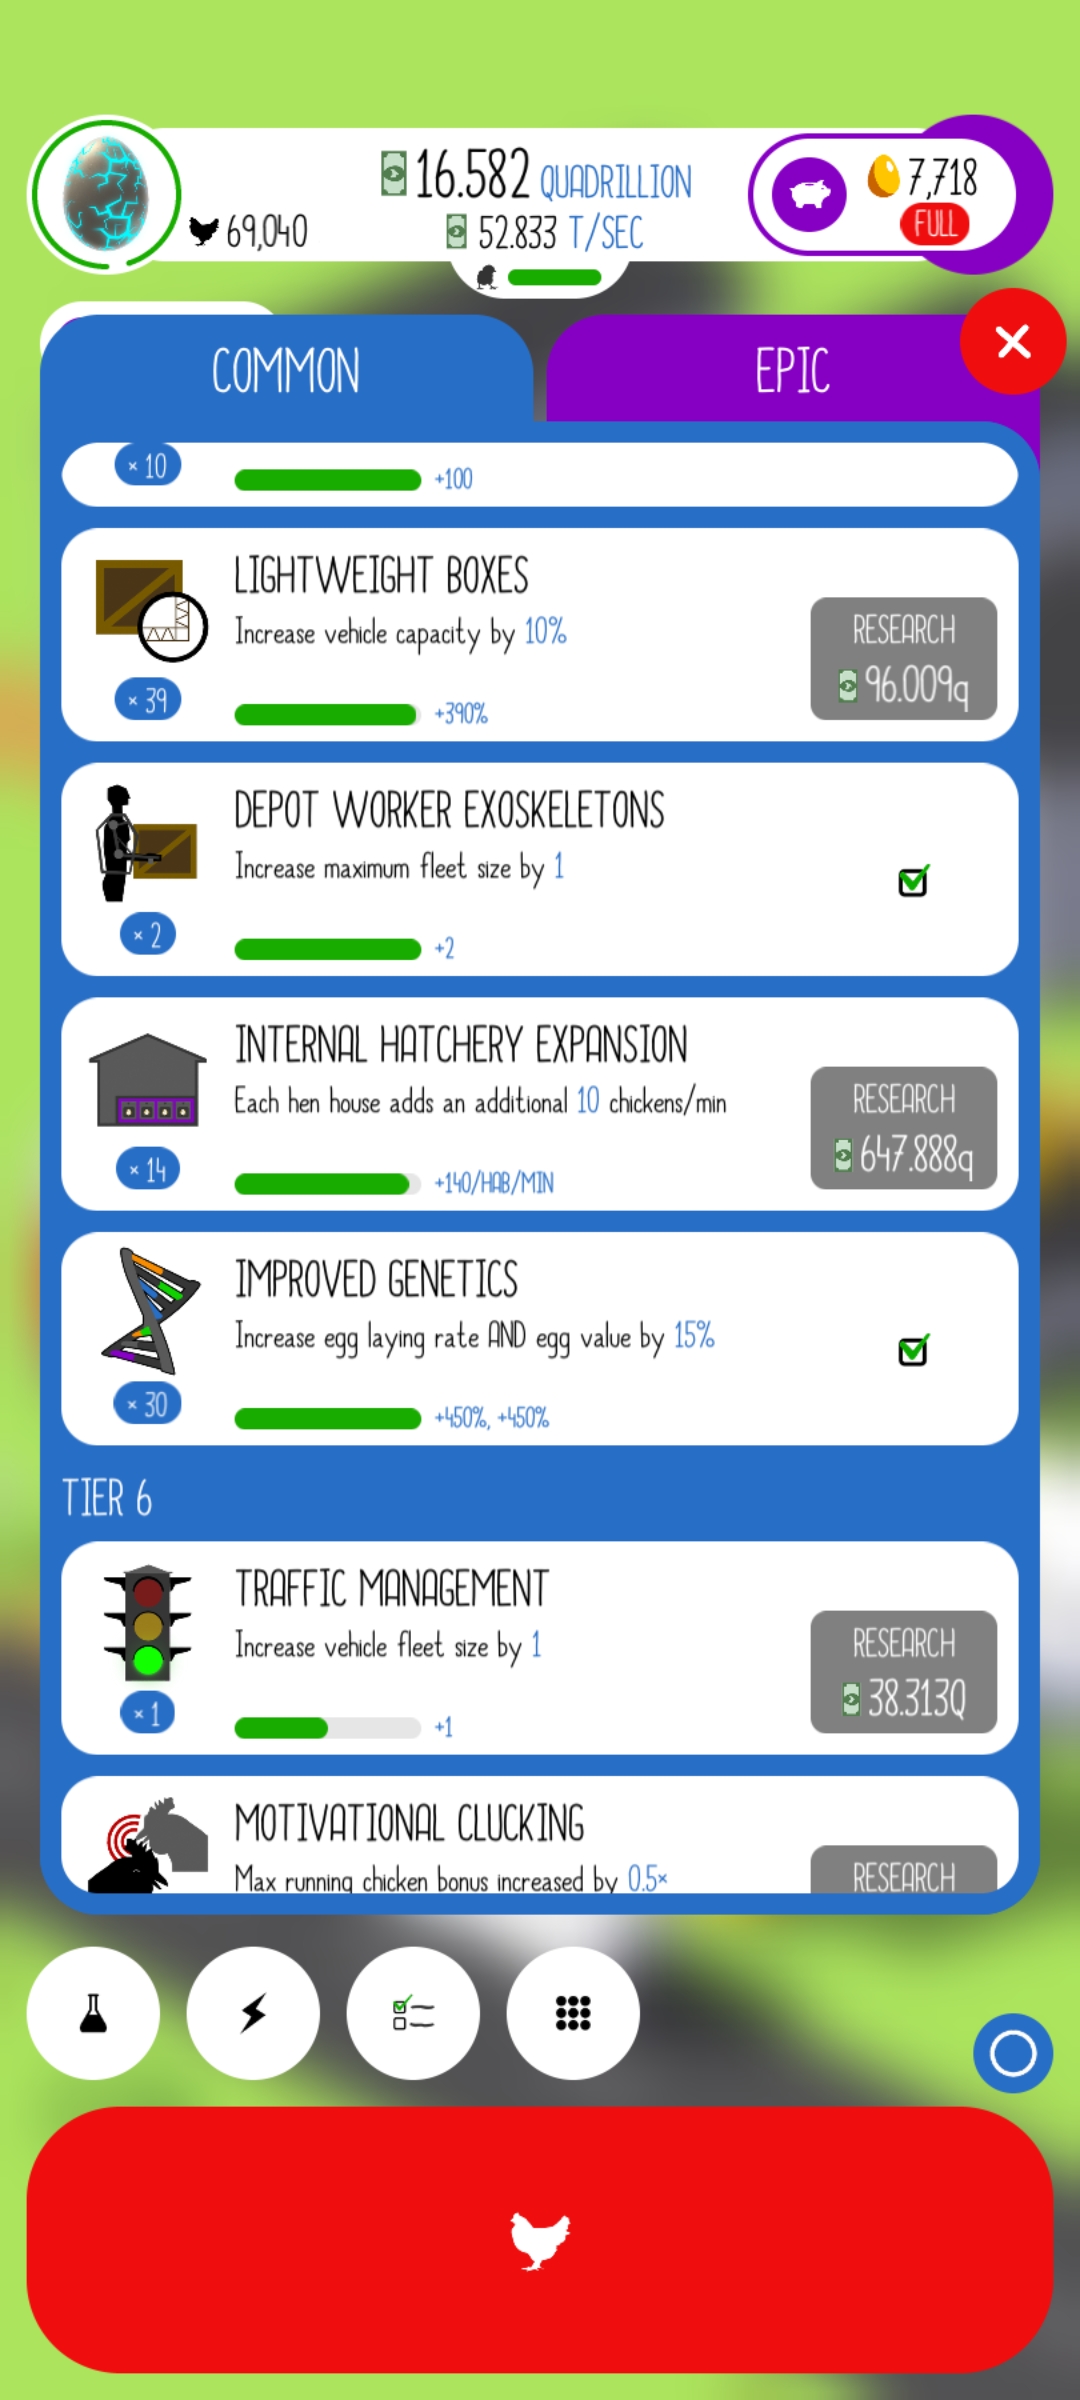 16.582 QUADRILLION
7,718
69,040
52.833 T/SEC
FULL
COMMON
EPIC
× 10
+100
LIGHTWEIGHT BOXES
Increase vehicle capacity by 10%
RESEARCH
96.009q
× 39
+390%
DEPOT WORKER EXOSKELETONS
Increase maximum fleet size by 1
× 2
+2
INTERNAL HATCHERY EXPANSION
Each hen house adds an additional 10 chickens/min
RESEARCH
647.888q
× 14
+140/HAB/MIN
IMPROVED GENETICS
Increase egg laying rate AND egg value by 15%
× 30
+450%, +450%
TIER 6
TRAFFIC MANAGEMENT
Increase vehicle fleet size by 1
RESEARCH
38.313Q
× 1
+1
MOTIVATIONAL CLUCKING
Max running chicken bonus increased by 0.5×
RESEARCH